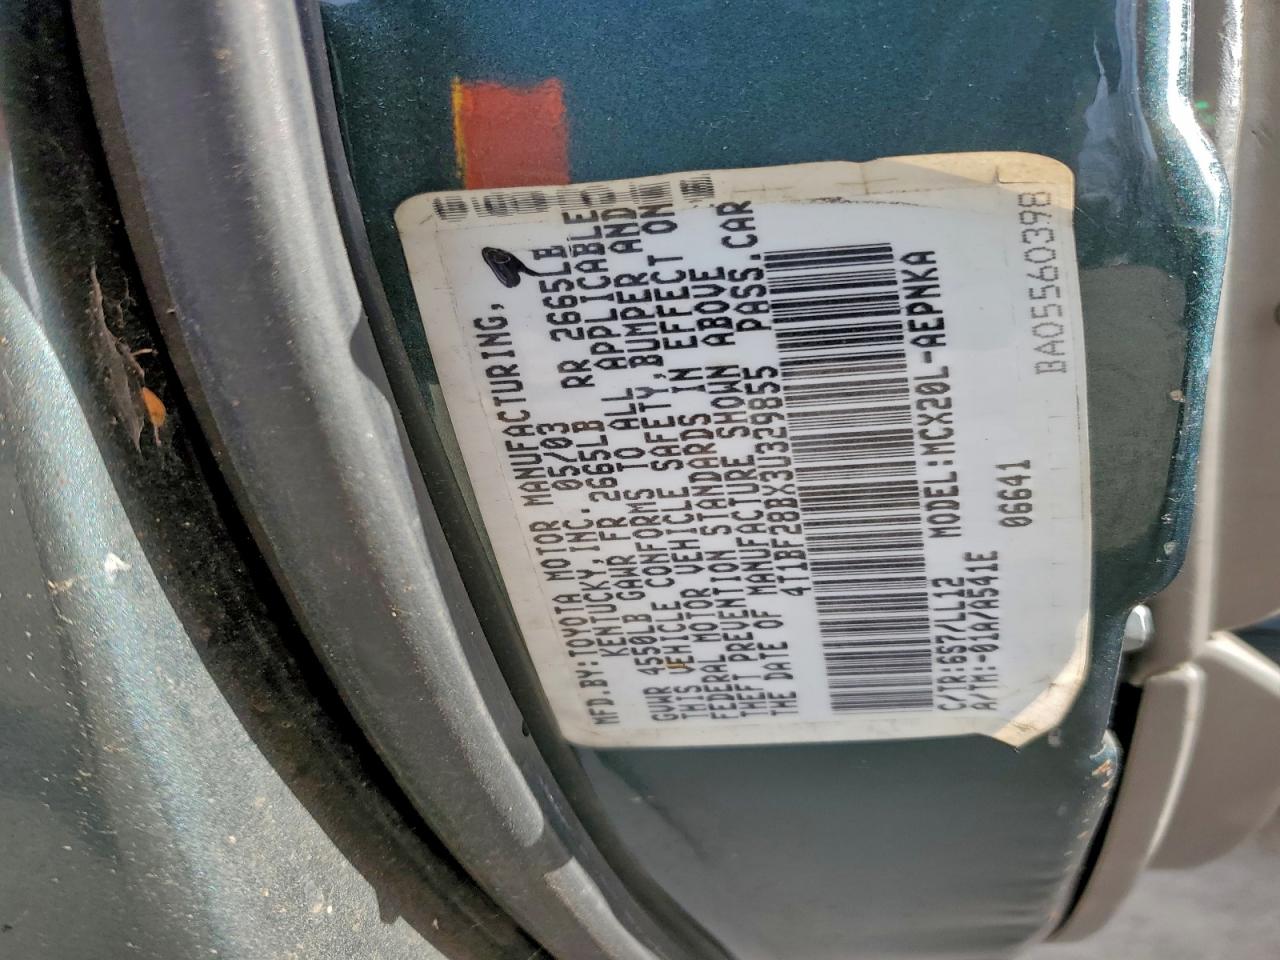 MFD.BY:TOYOTA MOTOR MANUFACTURING,
KENTUCKY,INC. 05/03
GVWR 4550LB GAWR FR 2665LB RR 2665LB
THIS VEHICLE CONFORMS TO ALL APPLICABLE
FEDERAL MOTOR VEHICLE SAFETY,BUMPER AND
THEFT PREVENTION STANDARDS IN EFFECT ON
THE DATE OF MANUFACTURE SHOWN ABOVE
4T1BF28BX3U329855 PASS.CAR
MODEL:MCX20L-AEPNKA
C/TR:6S7/LL12
A/TM:-01A/A541E
06641
BA05560398